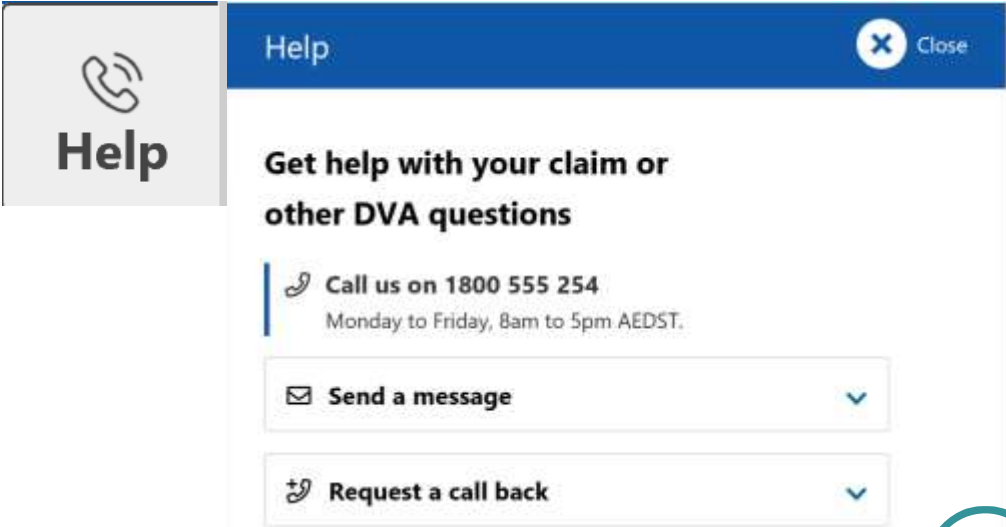 Help
Help
Close
Get help with your claim or
other DVA questions
Call us on 1800 555 254
Monday to Friday, 8am to 5pm AEDST.
Send a message
Request a call back